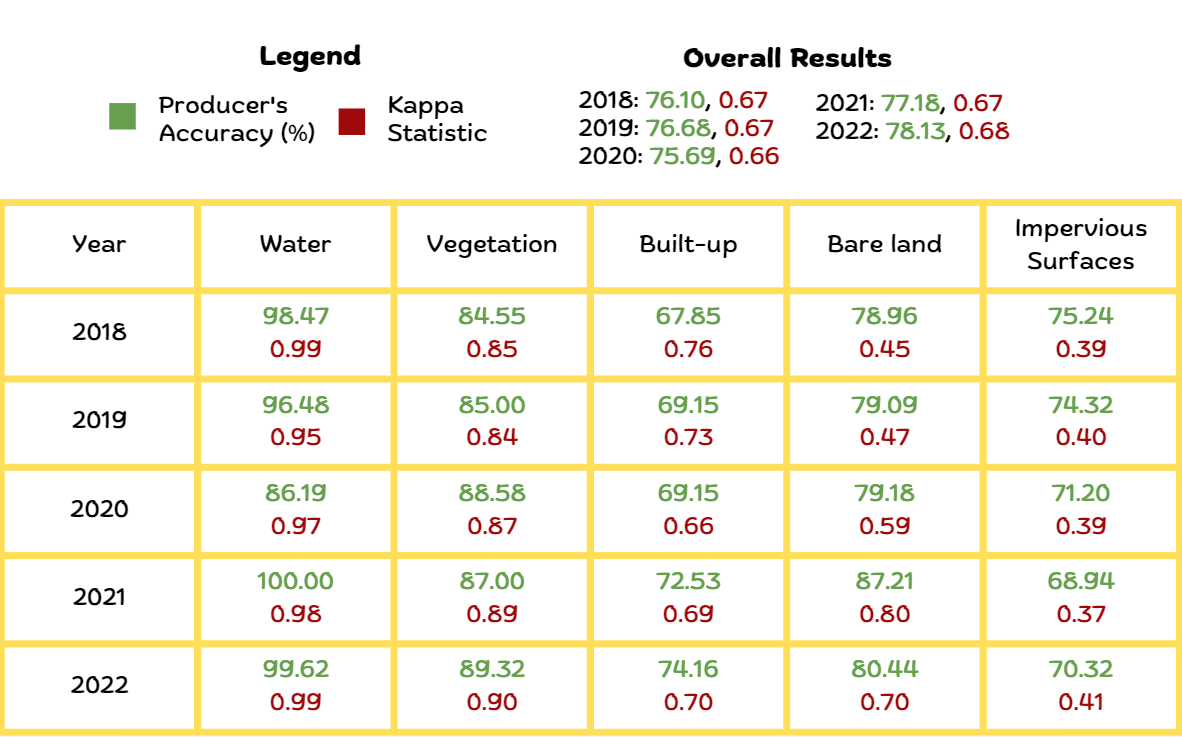 Legend
Producer's
Accuracy (%)
Kappa
Statistic
Overall Results
2018: 76.10, 0.67
2019: 76.68, 0.67
2020: 75.69, 0.66
2021: 77.18, 0.67
2022: 78.13, 0.68
Year Water Vegetation Built-up Bare land Impervious
Surfaces
2018
98.47 84.55 67.85 78.96 75.24
0.99 0.85 0.76 0.45 0.39
2019
96.48 85.00 69.15 79.09 74.32
0.95 0.84 0.73 0.47 0.40
2020
86.19 88.58 69.15 79.18 71.20
0.97 0.87 0.66 0.59 0.39
2021
100.00 87.00 72.53 87.21 68.94
0.98 0.89 0.69 0.80 0.37
2022
99.62 89.32 74.16 80.44 70.32
0.99 0.90 0.70 0.70 0.41